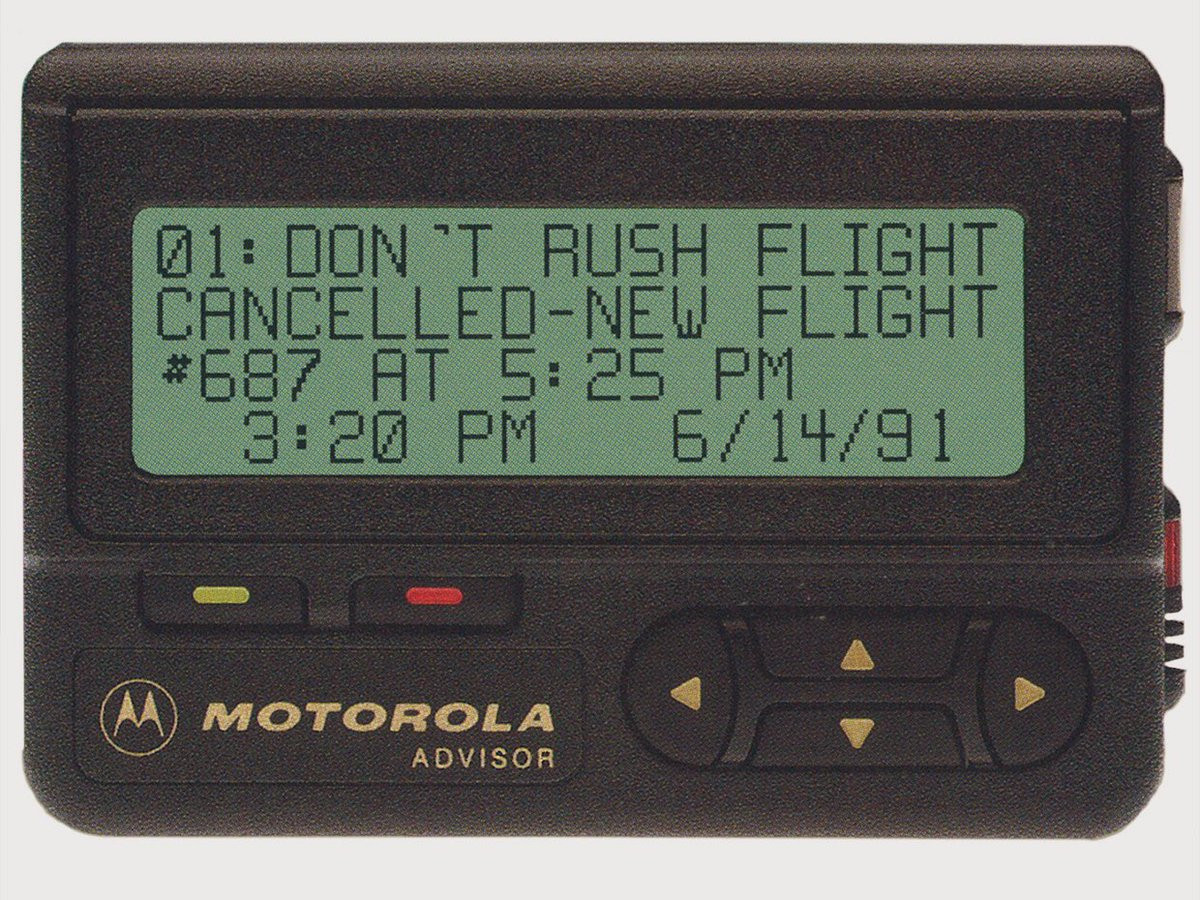 01: DON'T RUSH FLIGHT
CANCELLED-NEW FLIGHT
#687 AT 5:25 PM
3:20 PM 6/14/91
MOTOROLA
ADVISOR